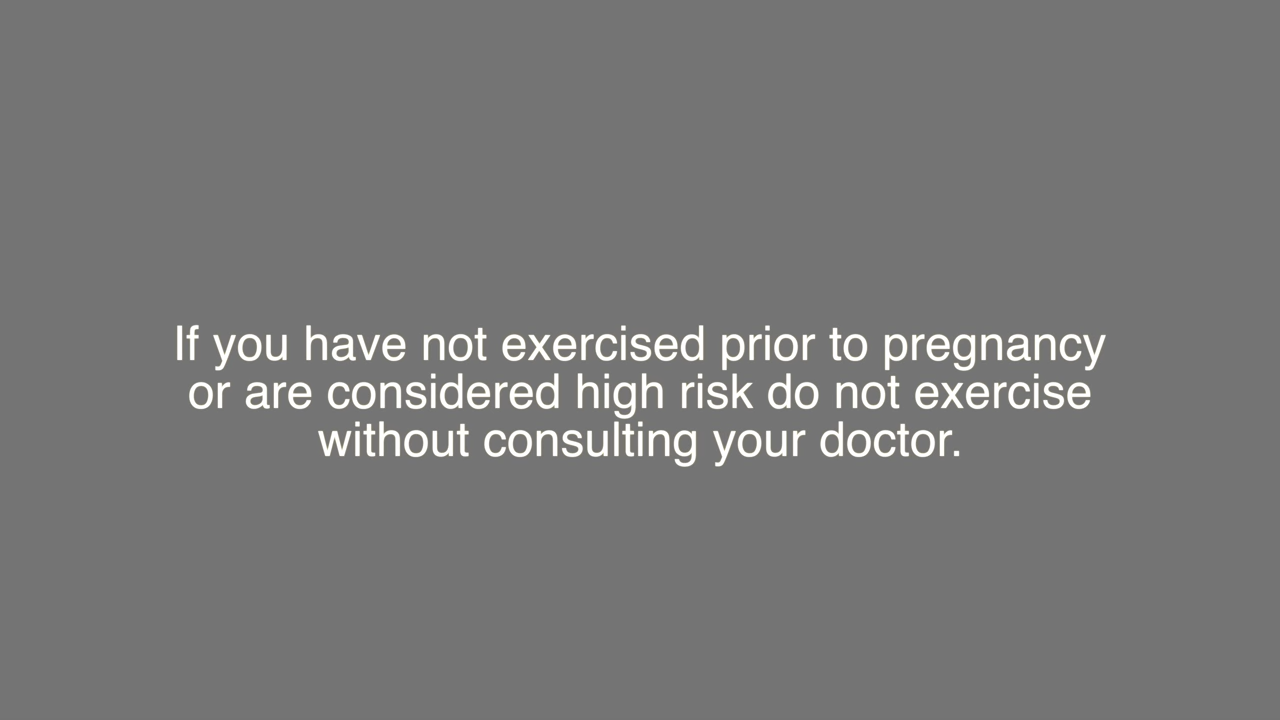 If you have not exercised prior to pregnancy
or are considered high risk do not exercise
without consulting your doctor.